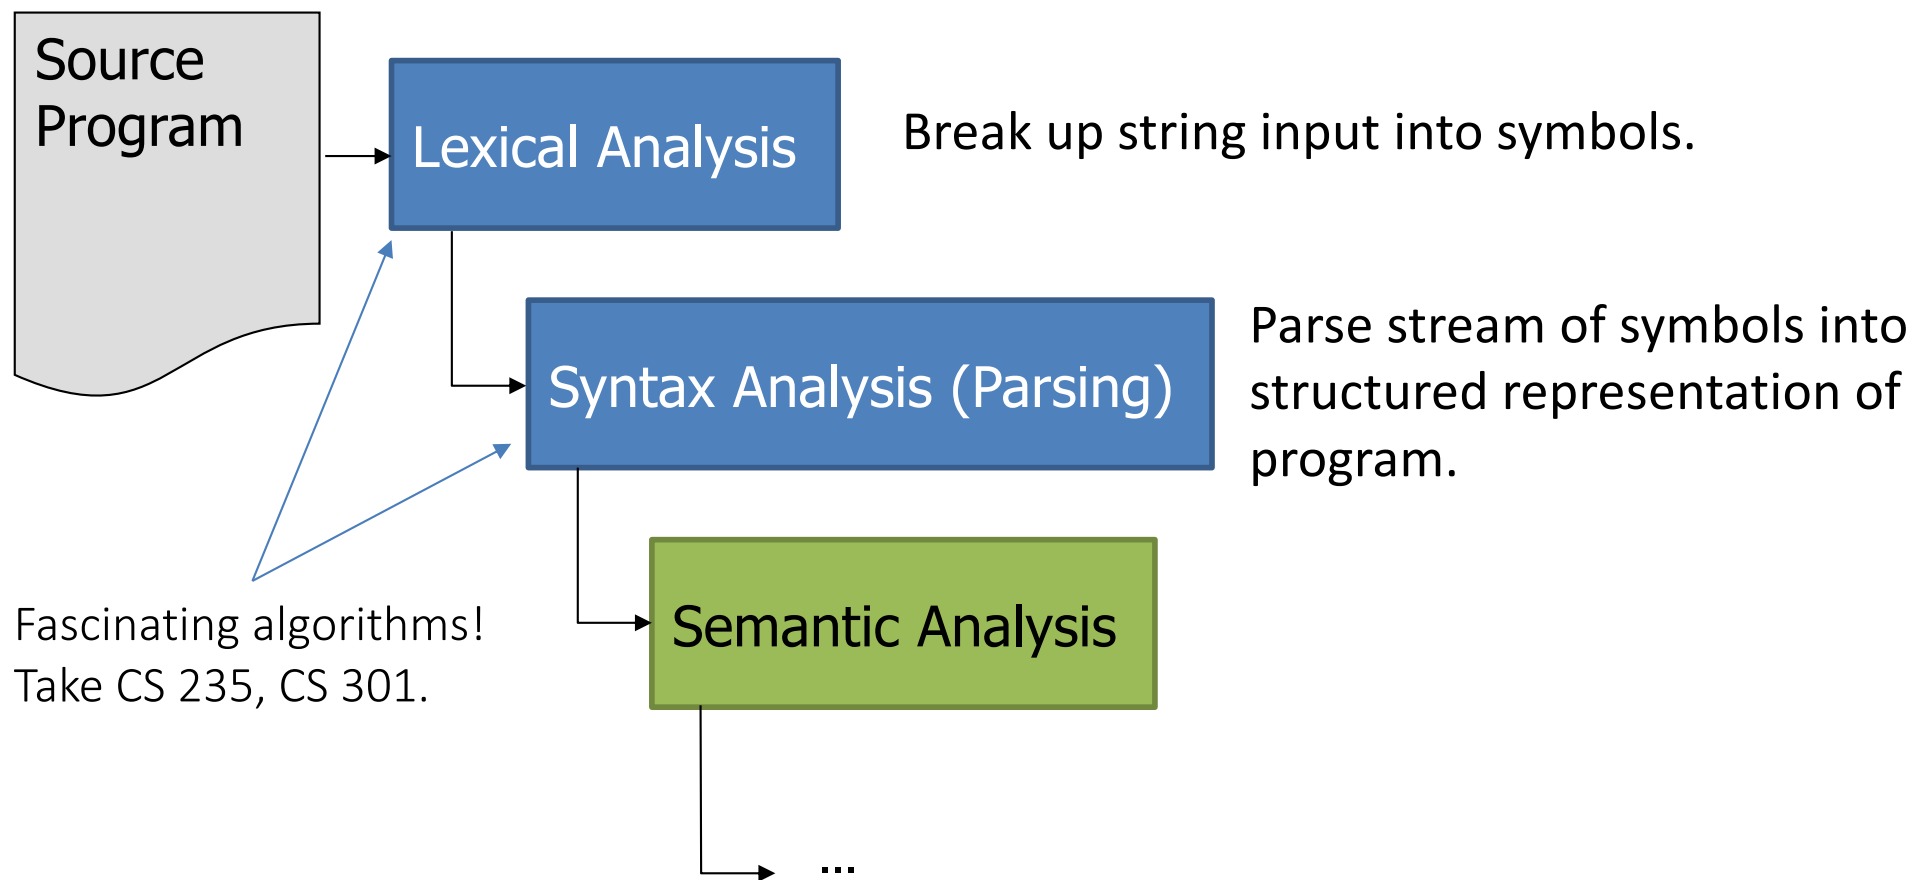 Source
Program
Lexical Analysis
Break up string input into symbols.
Syntax Analysis (Parsing)
Parse stream of symbols into
structured representation of
program.
Fascinating algorithms!
Take CS 235, CS 301.
Semantic Analysis
...